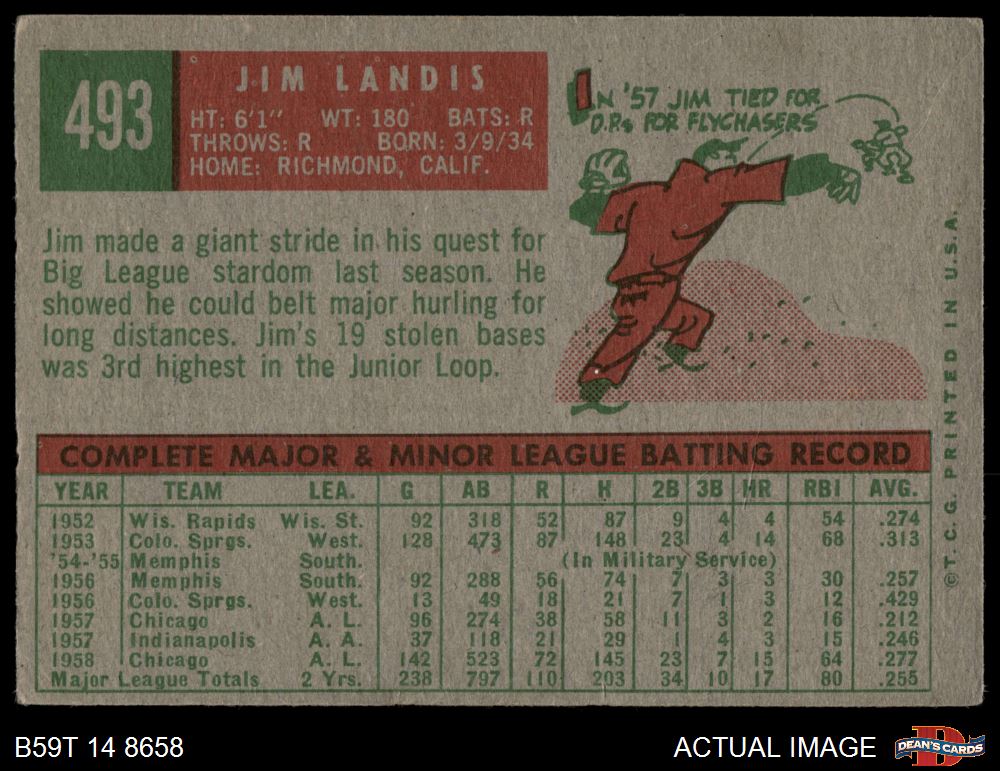 493
JIM LANDIS
HT: 6'1" WT: 180 BATS: R
THROWS: R BORN: 3/9/34
HOME: RICHMOND, CALIF.
IN '57 JIM TIED FOR
D.P.s FOR FLYCHASERS
Jim made a giant stride in his quest for
Big League stardom last season. He
showed he could belt major hurling for
long distances. Jim's 19 stolen bases
was 3rd highest in the Junior Loop.
COMPLETE MAJOR & MINOR LEAGUE BATTING RECORD
YEAR TEAM LEA. G AB R H 2B 3B HR RBI AVG.
1952 Wis. Rapids Wis. St. 92 318 52 87 9 4 4 54 .274
1953 Colo. Sprgs. West. 128 473 87 148 23 4 14 68 .313
'54-'55 Memphis South. (In Military Service)
1956 Memphis South. 92 288 56 74 7 3 3 30 .257
1956 Colo. Sprgs. West. 13 49 18 21 7 1 3 12 .429
1957 Chicago A. L. 96 274 38 58 11 3 2 16 .212
1957 Indianapolis A. A. 37 118 21 29 1 4 3 15 .246
1958 Chicago A. L. 142 523 72 145 23 7 15 64 .277
Major League Totals 2 Yrs. 238 797 110 203 34 10 17 80 .255
©T. C. G. PRINTED IN U.S.A.
B59T 14 8658
ACTUAL IMAGE
DEAN'S CARDS